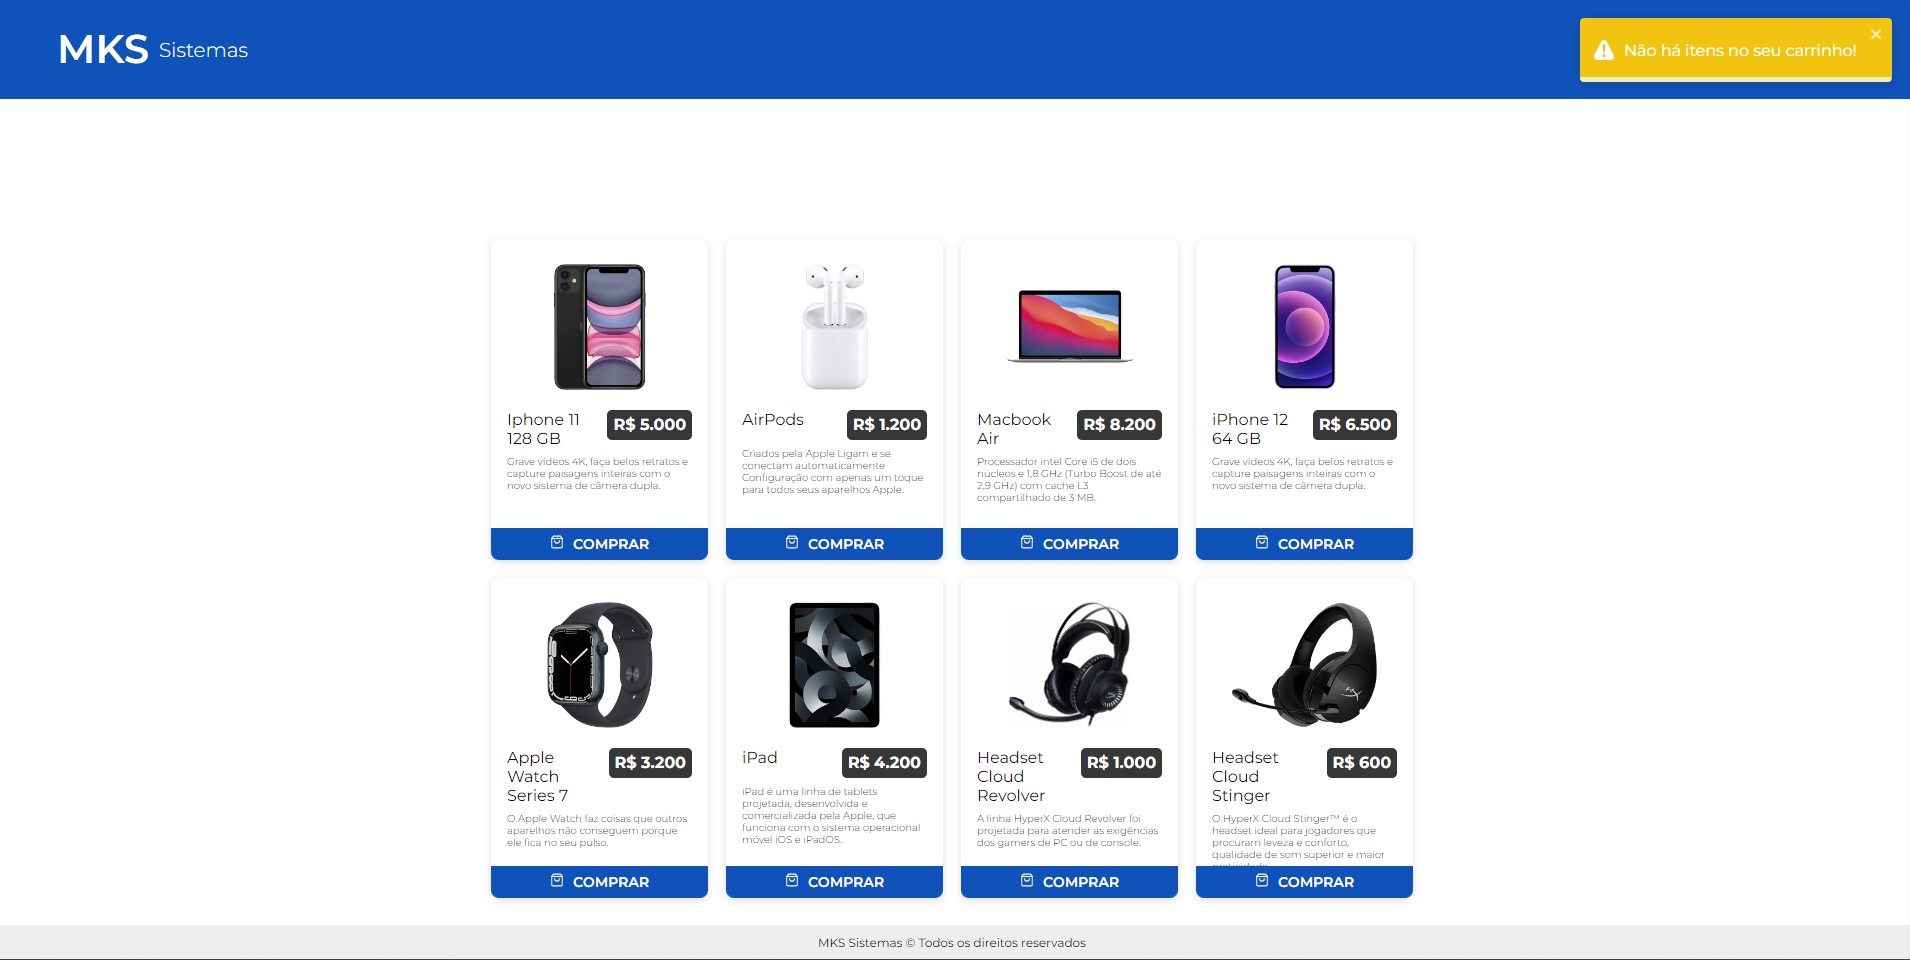 MKS Sistemas
Não há itens no seu carrinho!
Iphone 11
128 GB
R$ 5.000
Grave vídeos 4K, faça belos retratos e
capture paisagens inteiras com o
novo sistema de câmera dupla.
COMPRAR
AirPods
R$ 1.200
Criados pela Apple Ligam e se
conectam automaticamente
Configuração com apenas um toque
para todos seus aparelhos Apple.
COMPRAR
Macbook
Air
R$ 8.200
Processador intel Core i5 de dois
núcleos e 1,8 GHz (Turbo Boost de até
2,9 GHz) com cache L3
compartilhado de 3 MB.
COMPRAR
iPhone 12
64 GB
R$ 6.500
Grave vídeos 4K, faça belos retratos e
capture paisagens inteiras com o
novo sistema de câmera dupla.
COMPRAR
Apple
Watch
Series 7
R$ 3.200
O Apple Watch faz coisas que outros
aparelhos não conseguem porque
ele fica no seu pulso.
COMPRAR
iPad
R$ 4.200
iPad é uma linha de tablets
projetada, desenvolvida e
comercializada pela Apple, que
funciona com o sistema operacional
móvel iOS e iPadOS.
COMPRAR
Headset
Cloud
Revolver
R$ 1.000
A linha HyperX Cloud Revolver foi
projetada para atender as exigências
dos gamers de PC ou de console.
COMPRAR
Headset
Cloud
Stinger
R$ 600
O HyperX Cloud Stinger™ é o
headset ideal para jogadores que
procuram leveza e conforto,
qualidade de som superior e maior
COMPRAR
MKS Sistemas © Todos os direitos reservados